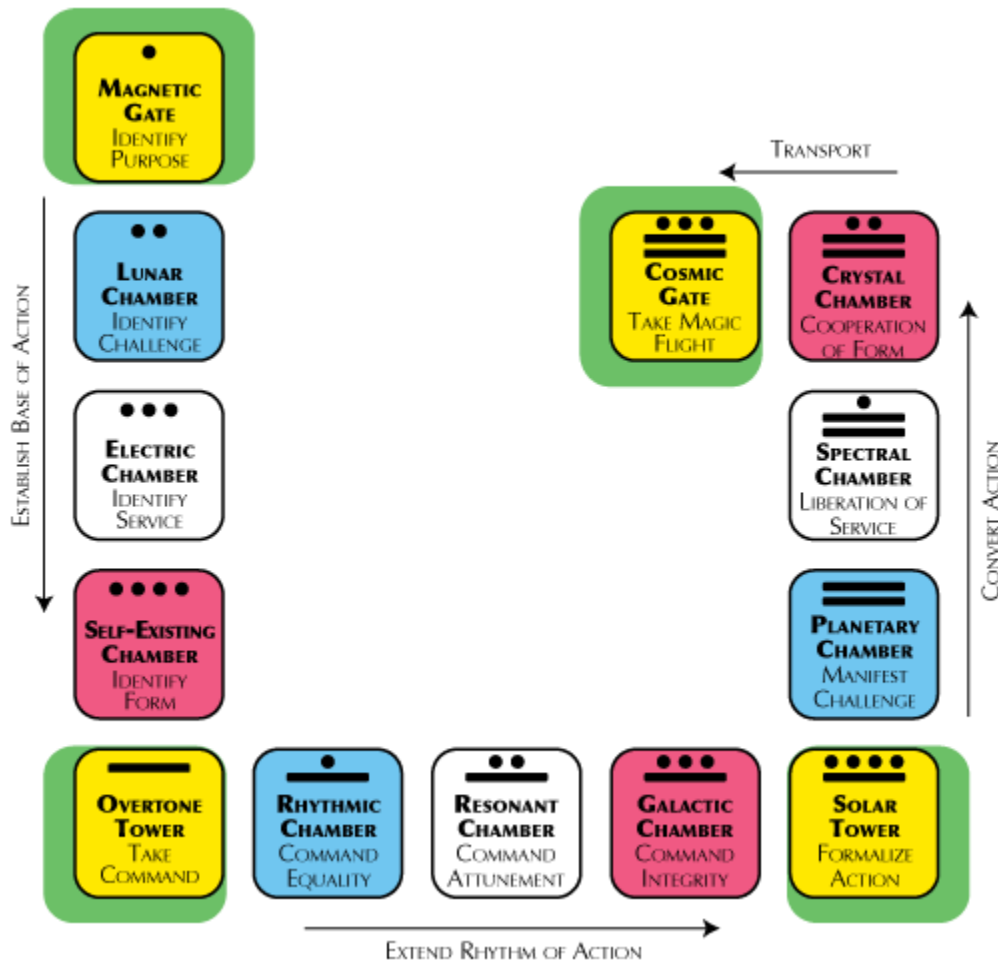 MAGNETIC
GATE
IDENTIFY
PURPOSE
ESTABLISH BASE OF ACTION
LUNAR
CHAMBER
IDENTIFY
CHALLENGE
ELECTRIC
CHAMBER
IDENTIFY
SERVICE
SELF-EXISTING
CHAMBER
IDENTIFY
FORM
OVERTONE
TOWER
TAKE
COMMAND
RHYTHMIC
CHAMBER
COMMAND
EQUALITY
RESONANT
CHAMBER
COMMAND
ATTUNEMENT
GALACTIC
CHAMBER
COMMAND
INTEGRITY
SOLAR
TOWER
FORMALIZE
ACTION
EXTEND RHYTHM OF ACTION
PLANETARY
CHAMBER
MANIFEST
CHALLENGE
SPECTRAL
CHAMBER
LIBERATION OF
SERVICE
CRYSTAL
CHAMBER
COOPERATION
OF FORM
CONVERT ACTION
TRANSPORT
COSMIC
GATE
TAKE MAGIC
FLIGHT